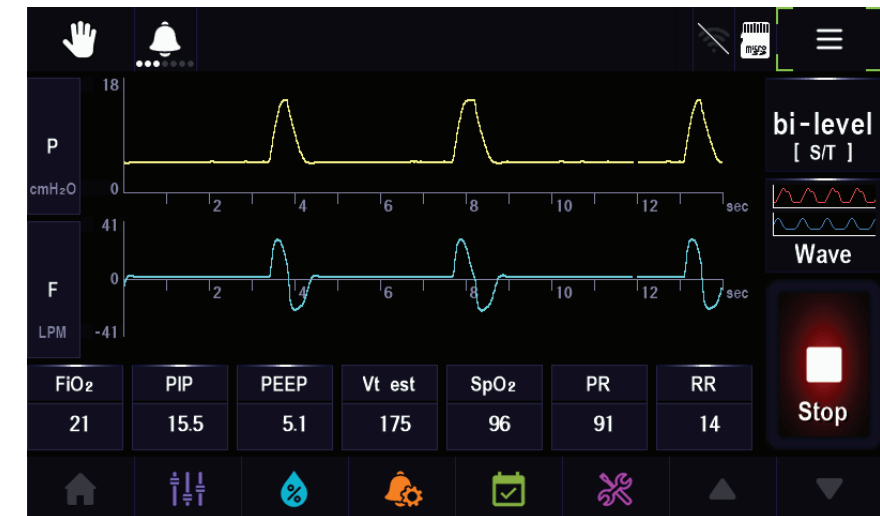 micro
18
P
cmH₂O
0
2
4
6
8
10
12
sec
41
F
0
LPM
-41
2
4
6
8
10
12
sec
bi-level
[ S/T ]
Wave
Stop
FiO₂
PIP
PEEP
Vt est
SpO₂
PR
RR
21
15.5
5.1
175
96
91
14
%